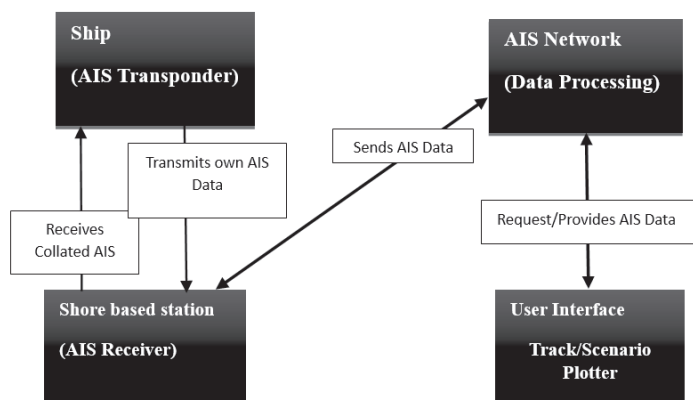 Ship
(AIS Transponder)
AIS Network
(Data Processing)
Transmits own AIS
Data
Sends AIS Data
Receives
Collated AIS
Request/Provides AIS Data
Shore based station
(AIS Receiver)
User Interface
Track/Scenario
Plotter